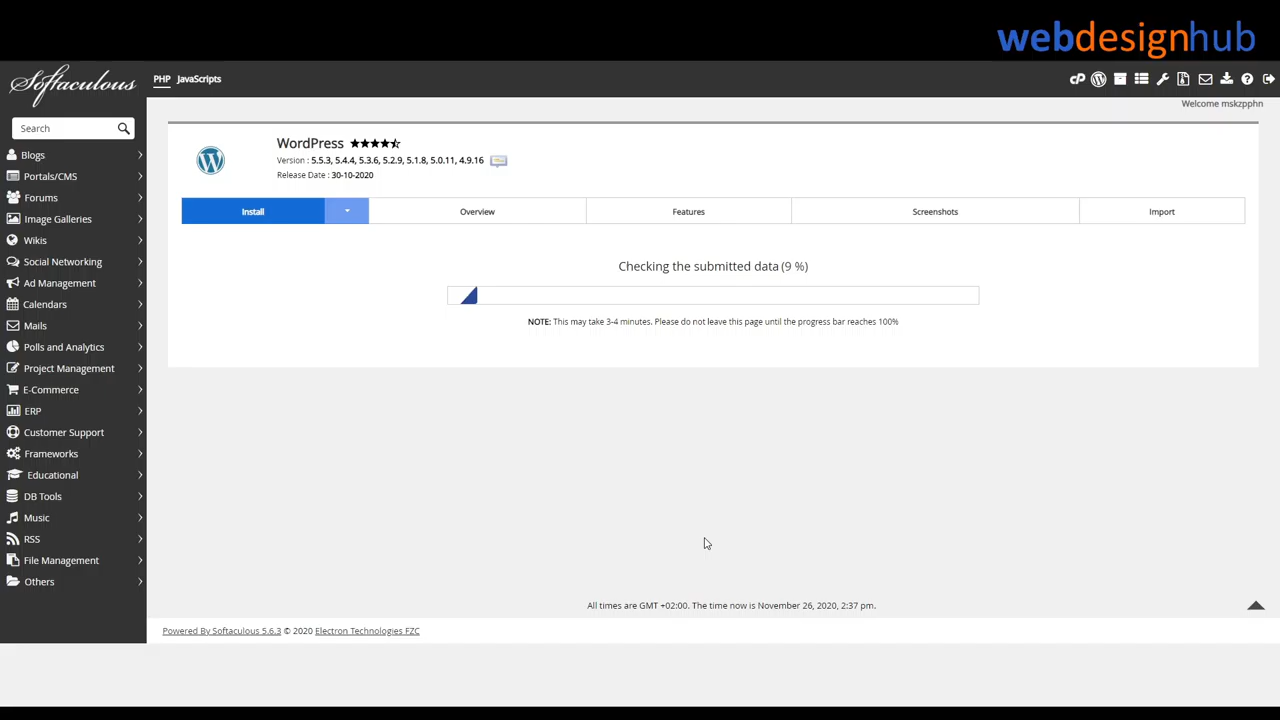 webdesignhub
Softaculous
PHP JavaScripts
Welcome mskzpphn
Search
Blogs
Portals/CMS
Forums
Image Galleries
Wikis
Social Networking
Ad Management
Calendars
Mails
Polls and Analytics
Project Management
E-Commerce
ERP
Customer Support
Frameworks
Educational
DB Tools
Music
RSS
File Management
Others
WordPress
Version : 5.5.3, 5.4.4, 5.3.6, 5.2.9, 5.1.8, 5.0.11, 4.9.16
Release Date : 30-10-2020
Install Overview Features Screenshots Import
Checking the submitted data (9 %)
NOTE: This may take 3-4 minutes. Please do not leave this page until the progress bar reaches 100%
All times are GMT +02:00. The time now is November 26, 2020, 2:37 pm.
Powered By Softaculous 5.6.3 © 2020 Electron Technologies FZC